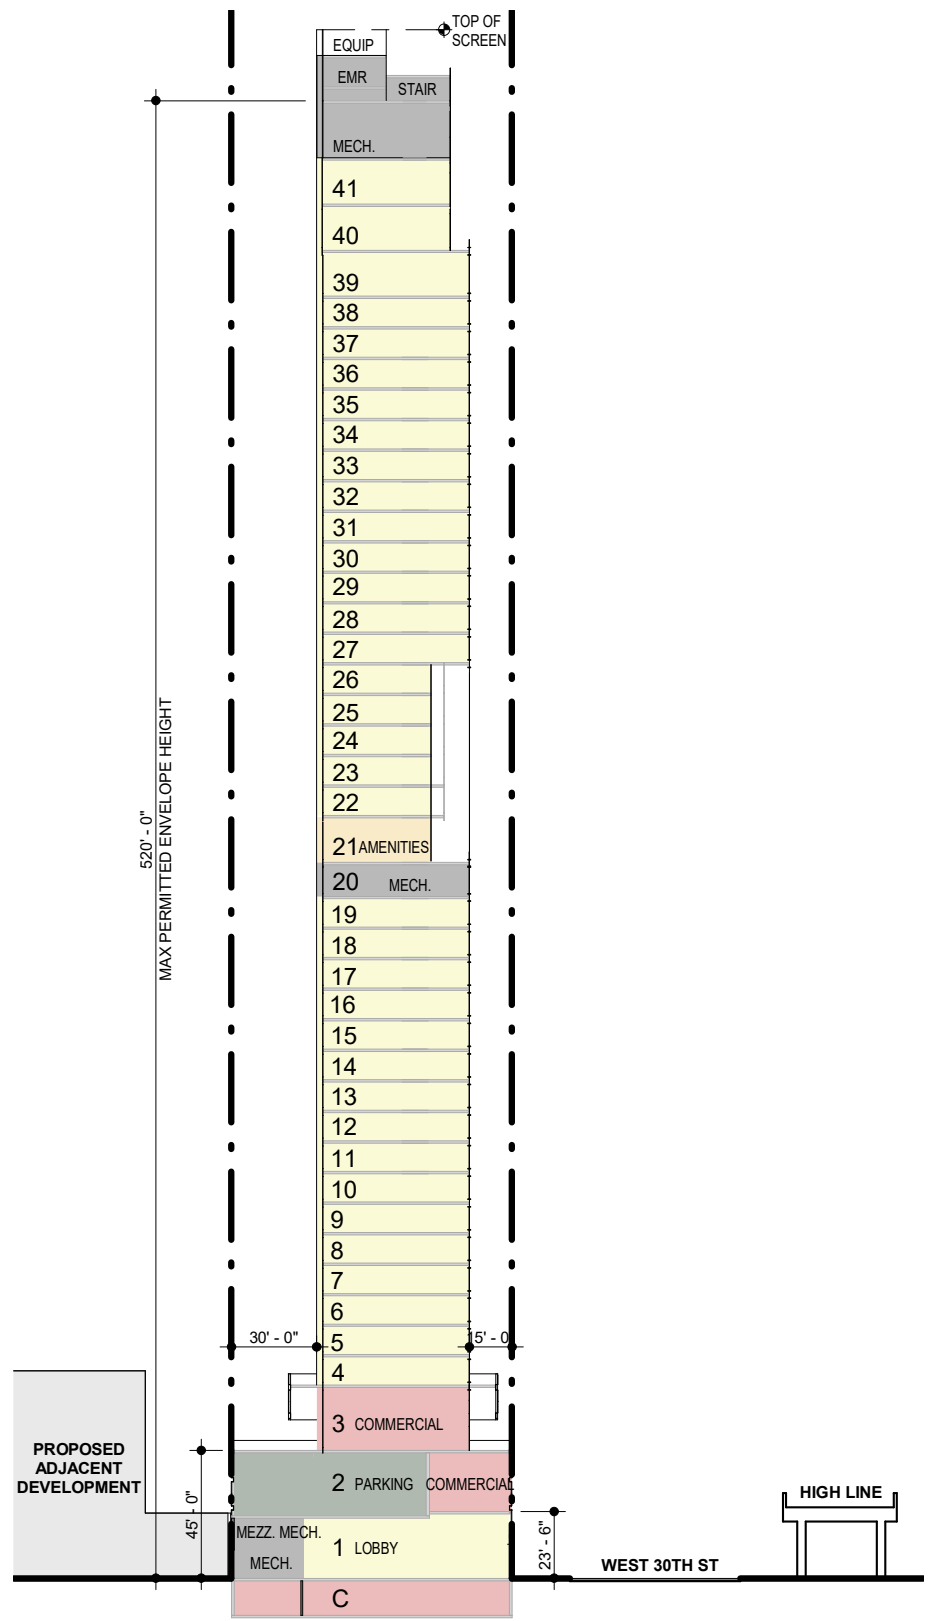 TOP OF
SCREEN
EQUIP
EMR
STAIR
MECH.
41
40
39
38
37
36
35
34
33
32
31
30
29
28
27
26
25
24
23
22
21 AMENITIES
20 MECH.
19
18
17
16
15
14
13
12
11
10
9
8
7
6
5
4
3 COMMERCIAL
2 PARKING COMMERCIAL
MEZZ. MECH.
MECH.
1 LOBBY
C
520' - 0"
MAX PERMITTED ENVELOPE HEIGHT
30' - 0"
15' - 0
45' - 0"
23' - 6"
PROPOSED
ADJACENT
DEVELOPMENT
HIGH LINE
WEST 30TH ST